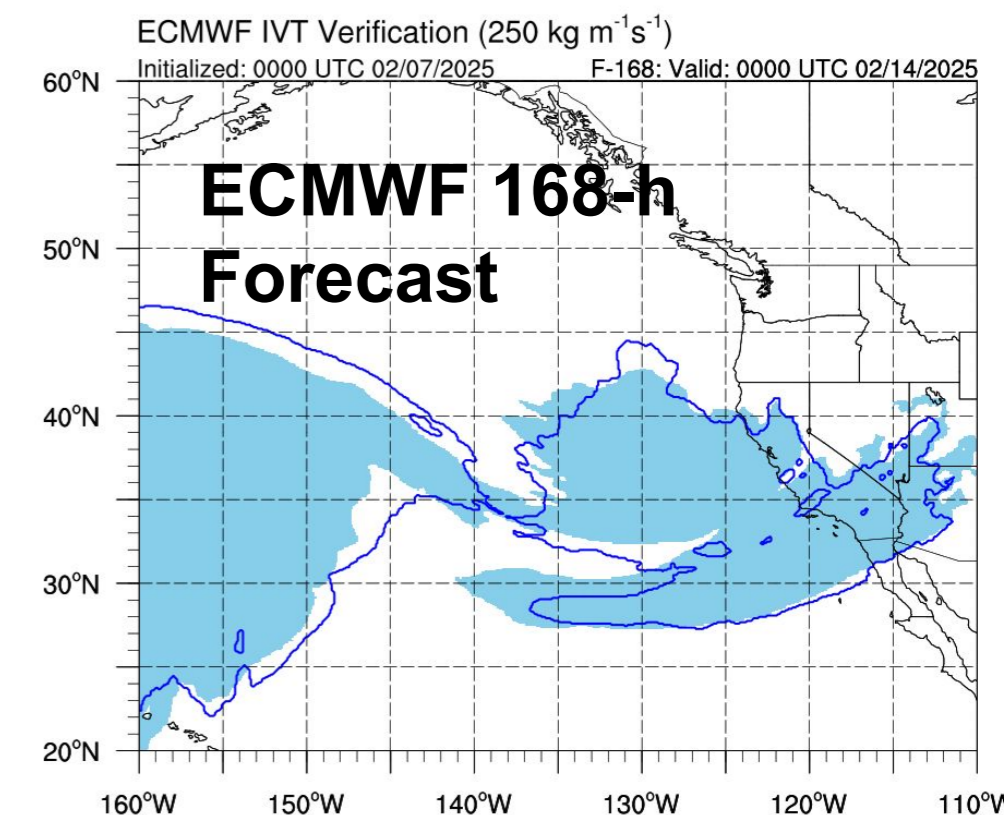 ECMWF IVT Verification (250 kg m⁻¹s⁻¹)
Initialized: 0000 UTC 02/07/2025 F-168: Valid: 0000 UTC 02/14/2025
60°N
ECMWF 168-h
Forecast
50°N
40°N
30°N
20°N
160°W 150°W 140°W 130°W 120°W 110°W